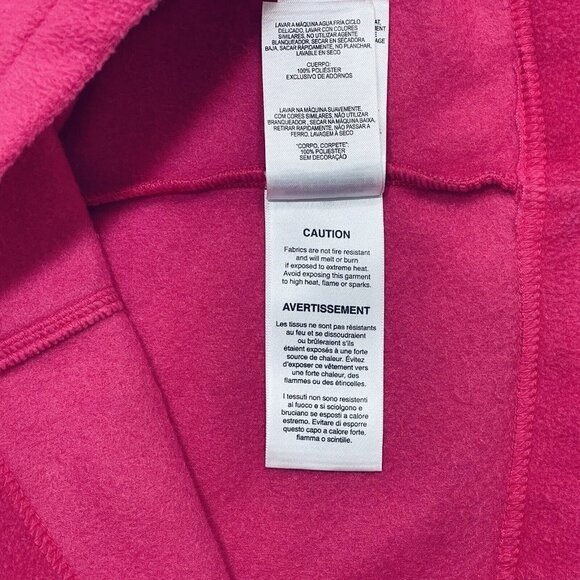 LAVAR A MÁQUINA AGUA FRÍA CICLO
DELICADO, LAVAR CON COLORES
SIMILARES, NO UTILIZER AGENTE
BLANQUEADOR, SECAR EN SECADORA
BAJA, SACAR RÁPIDAMENTE, NO PLANCHAR,
LAVABLE EN SECO
CUERPO:
100% POLIÉSTER
EXCLUSIVO DE ADORNOS
LAVAR NA MÁQUINA SUAVEMENTE,
COM CORES SIMILARES, NÃO UTILIZAR
BRANQUEADOR, SECAR NA MÁQUINA BAIXA,
RETIRAR RAPIDAMENTE, NÃO PASSAR A
FERRO, LAVAGEM A SECO
"CORPO, CORPETE":
100% POLIESTER
SEM DECORAÇÃO
CAUTION
Fabrics are not fire resistant
and will melt or burn
if exposed to extreme heat.
Avoid exposing this garment
to high heat, flame or sparks.
AVERTISSEMENT
Les tissus ne sont pas résistants
au feu et se dissoudraient
ou brûleraient s'ils
étaient exposés à une forte
source de chaleur. Évitez
d'exposer ce vêtement vers
une forte chaleur, des
flammes ou des étincelles.
I tessuti non sono resistenti
al fuoco e si sciolgono e
bruciano se esposti a calore
estremo. Evitare di esporre
questo capo a calore forte,
fiamma o scintille.